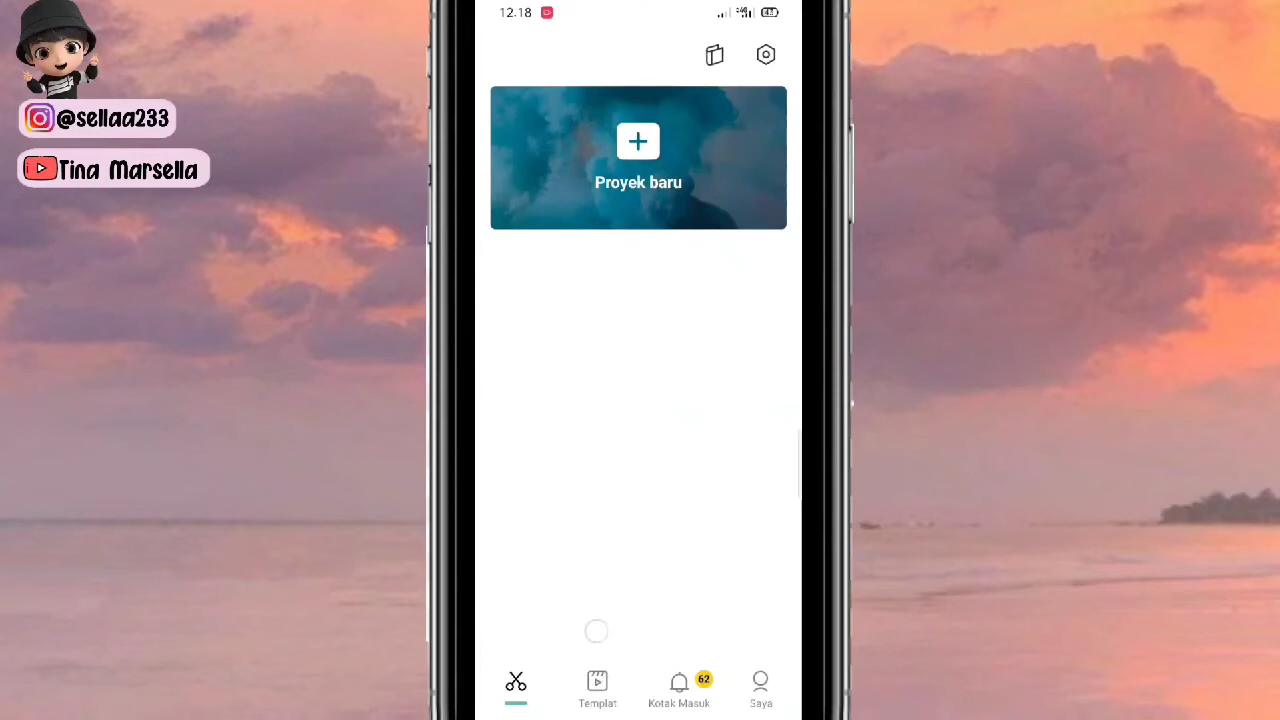 @sellaa233
Tina Marsella
12.18
Proyek baru
62
Templat
Kotak Masuk
Saya